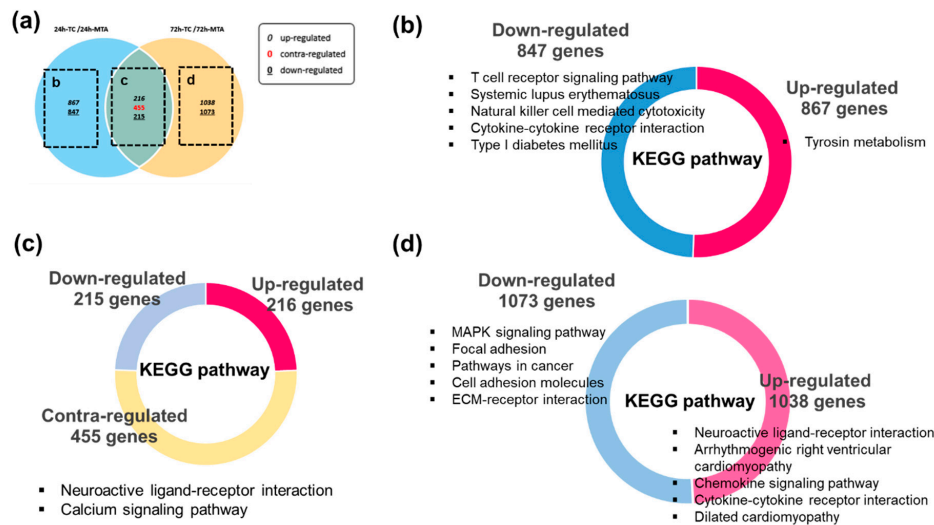 (a)
24h-TC /24h-MTA
72h-TC /72h-MTA
0 up-regulated
0 contra-regulated
0 down-regulated
b
c
d
867
847
216
455
215
1038
1073
(b)
Down-regulated
847 genes
▪ T cell receptor signaling pathway
▪ Systemic lupus erythematosus
▪ Natural killer cell mediated cytotoxicity
▪ Cytokine-cytokine receptor interaction
▪ Type I diabetes mellitus
KEGG pathway
Up-regulated
867 genes
▪ Tyrosin metabolism
(c)
Down-regulated
215 genes
Up-regulated
216 genes
KEGG pathway
Contra-regulated
455 genes
▪ Neuroactive ligand-receptor interaction
▪ Calcium signaling pathway
(d)
Down-regulated
1073 genes
▪ MAPK signaling pathway
▪ Focal adhesion
▪ Pathways in cancer
▪ Cell adhesion molecules
▪ ECM-receptor interaction
KEGG pathway
Up-regulated
1038 genes
▪ Neuroactive ligand-receptor interaction
▪ Arrhythmogenic right ventricular
cardiomyopathy
▪ Chemokine signaling pathway
▪ Cytokine-cytokine receptor interaction
▪ Dilated cardiomyopathy